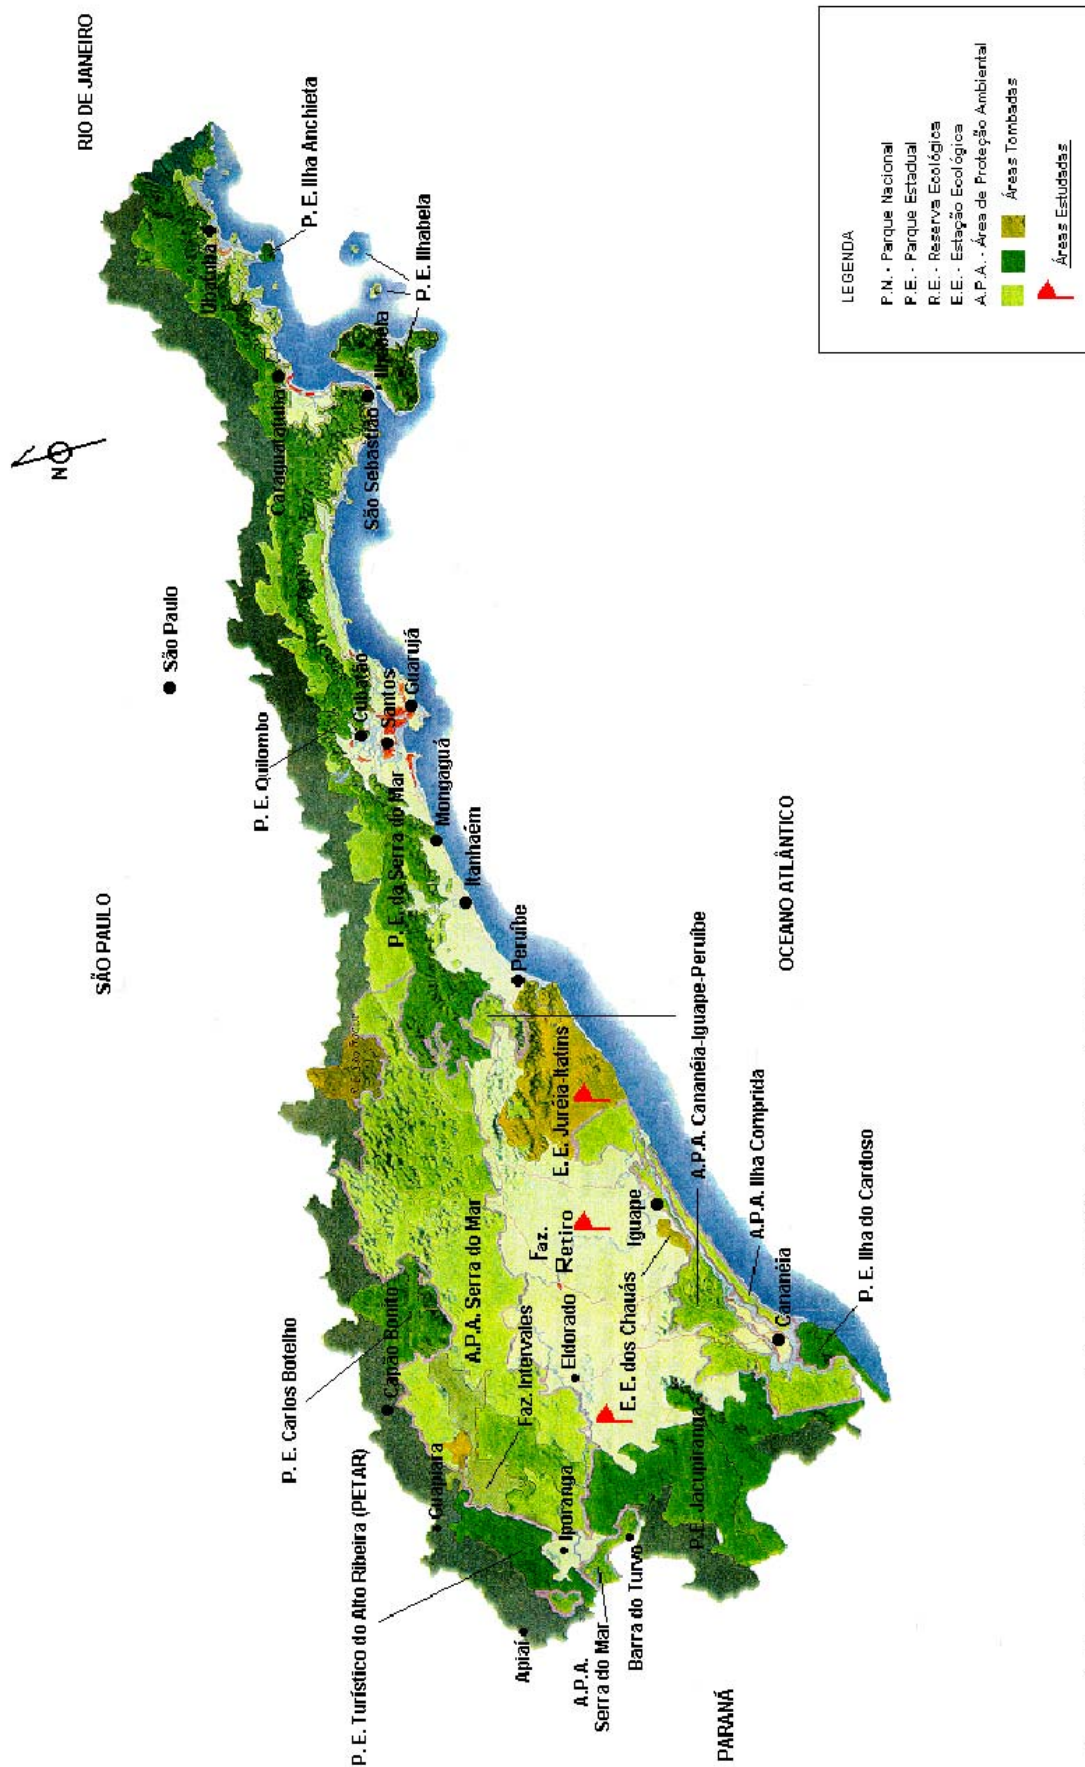 RIO DE JANEIRO
SÃO PAULO
São Paulo
N
P. E. Ilha Anchieta
Ubatuba
P. E. Ilhabela
Caraguatatuba
Ilhabela
São Sebastião
P. E. Quilombo
Cubatão
Santos
Guarujá
P. E. da Serra do Mar
Mongaguá
Itanhaém
Peruíbe
P. E. Carlos Botelho
Capão Bonito
P. E. Turístico do Alto Ribeira (PETAR)
Guapiara
A.P.A. Serra do Mar
Faz. Intervales
Apiaí
Iporanga
Eldorado
Faz.
Retiro
E. E. Juréia-Itatins
A.P.A.
Serra do Mar
Barra do Turvo
E. E. dos Chauás
Iguape
P.E. Jacupiranga
A.P.A. Cananéia-Iguape-Peruíbe
A.P.A. Ilha Comprida
Cananéia
P. E. Ilha do Cardoso
PARANÁ
OCEANO ATLÂNTICO
LEGENDA
P.N. - Parque Nacional
P.E. - Parque Estadual
R.E. - Reserva Ecológica
E.E. - Estação Ecológica
A.P.A. - Área de Proteção Ambiental
Áreas Tombadas
Áreas Estudadas